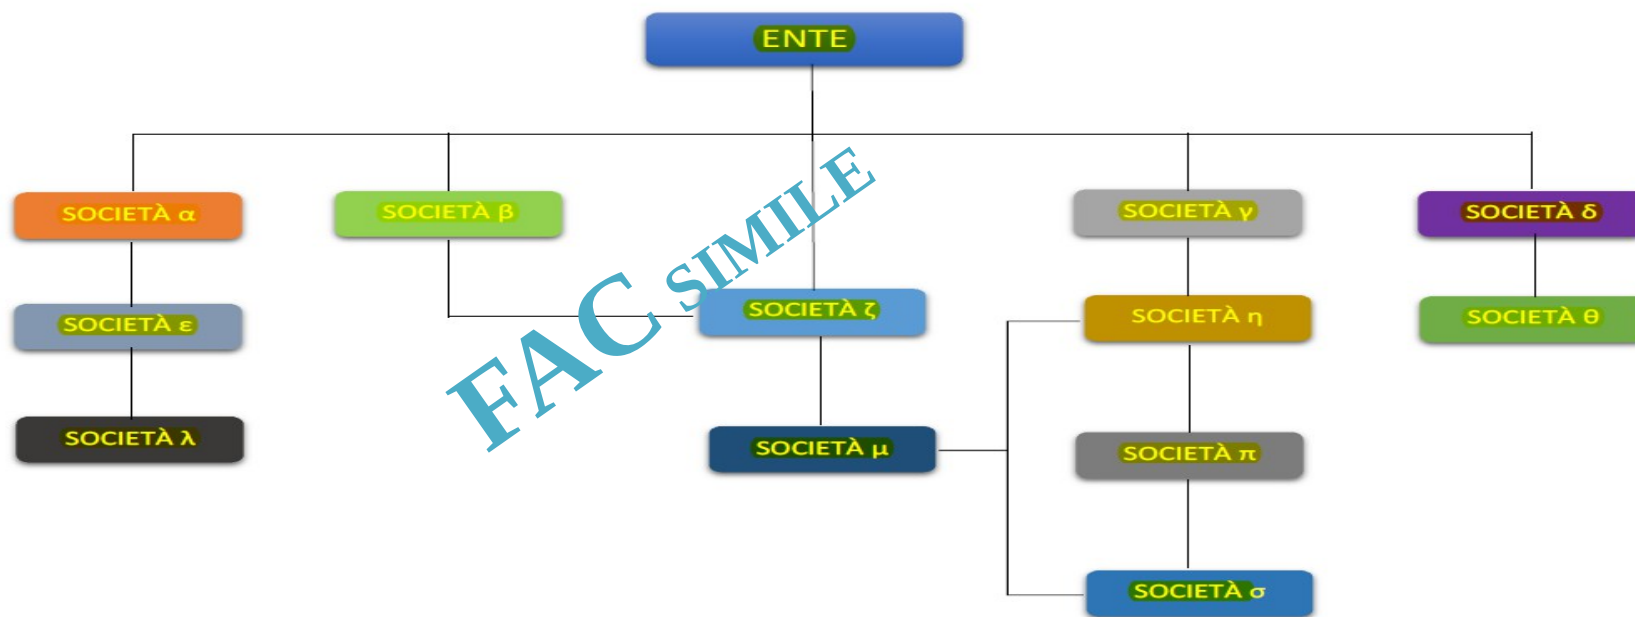 ENTE
SOCIETÀ α
SOCIETÀ β
SOCIETÀ γ
SOCIETÀ δ
SOCIETÀ ε
SOCIETÀ ζ
SOCIETÀ η
SOCIETÀ θ
SOCIETÀ λ
SOCIETÀ μ
SOCIETÀ π
SOCIETÀ σ
FAC SIMILE